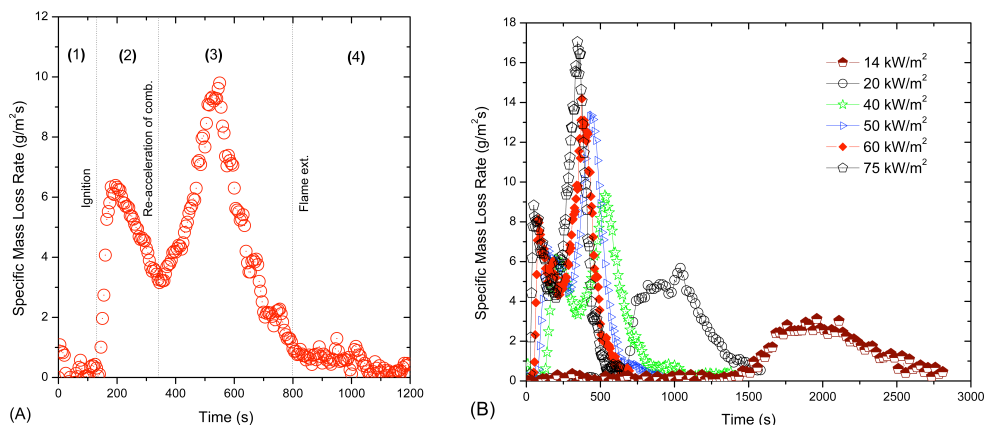 12
10
8
6
4
2
0
0 200 400 600 800 1000 1200
Specific Mass Loss Rate (g/m²s)
Time (s)
(1) (2) (3) (4)
Ignition
Re-acceleration of comb.
Flame ext.
(A)
18
16
14
12
10
8
6
4
2
0
0 500 1000 1500 2000 2500 3000
Specific Mass Loss Rate (g/m²s)
Time (s)
14 kW/m²
20 kW/m²
40 kW/m²
50 kW/m²
60 kW/m²
75 kW/m²
(B)